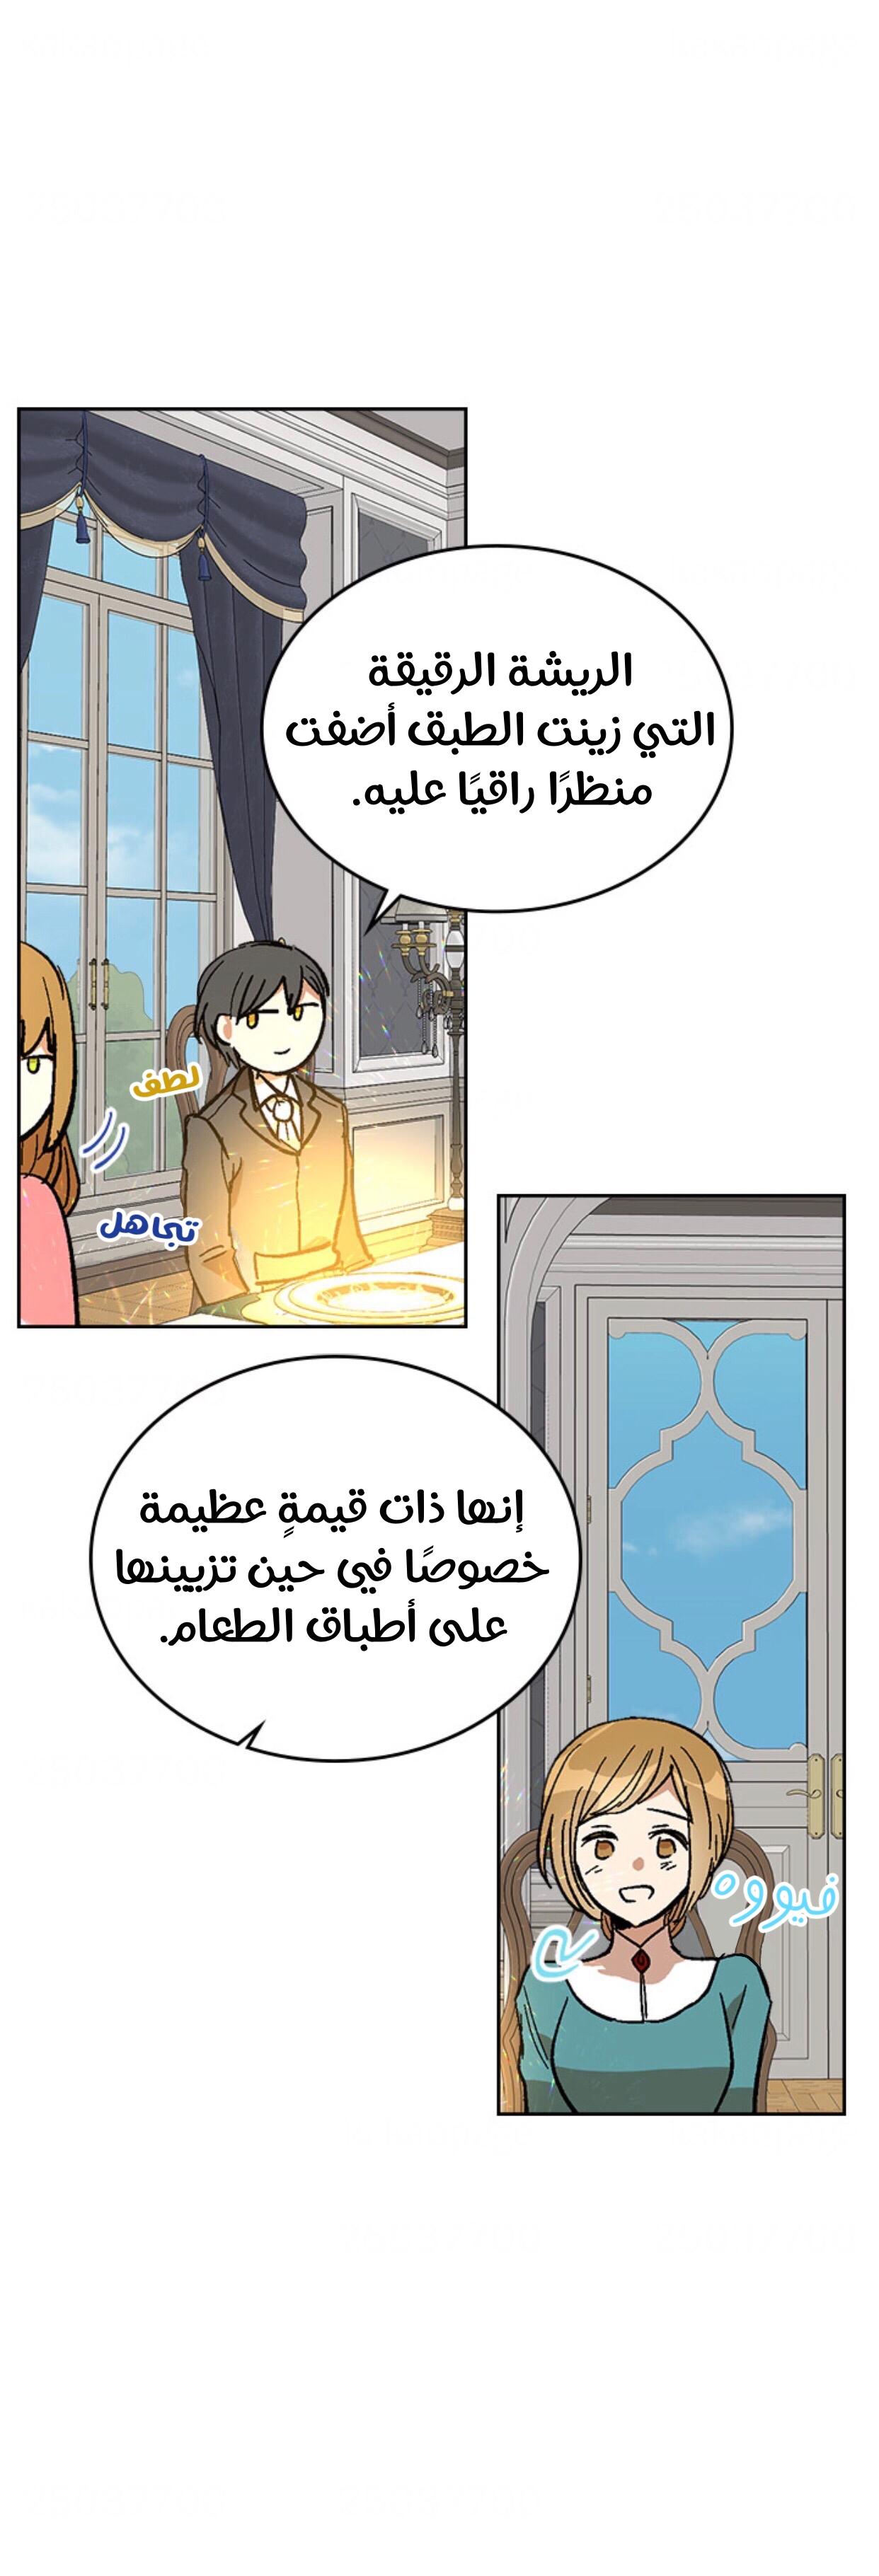 الريشة الرقيقة
التي زينت الطبق أضفت
منظرًا راقيًا عليه.
لطف
تجاهل
إنها ذات قيمةٍ عظيمة
خصوصًا في حين تزيينها
على أطباق الطعام.
فيووه